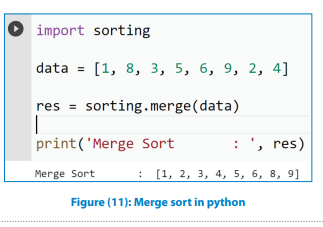 import sorting
data = [1, 8, 3, 5, 6, 9, 2, 4]
res = sorting.merge(data)
print('Merge Sort      : ', res)
Merge Sort      :  [1, 2, 3, 4, 5, 6, 8, 9]
Figure (11): Merge sort in python